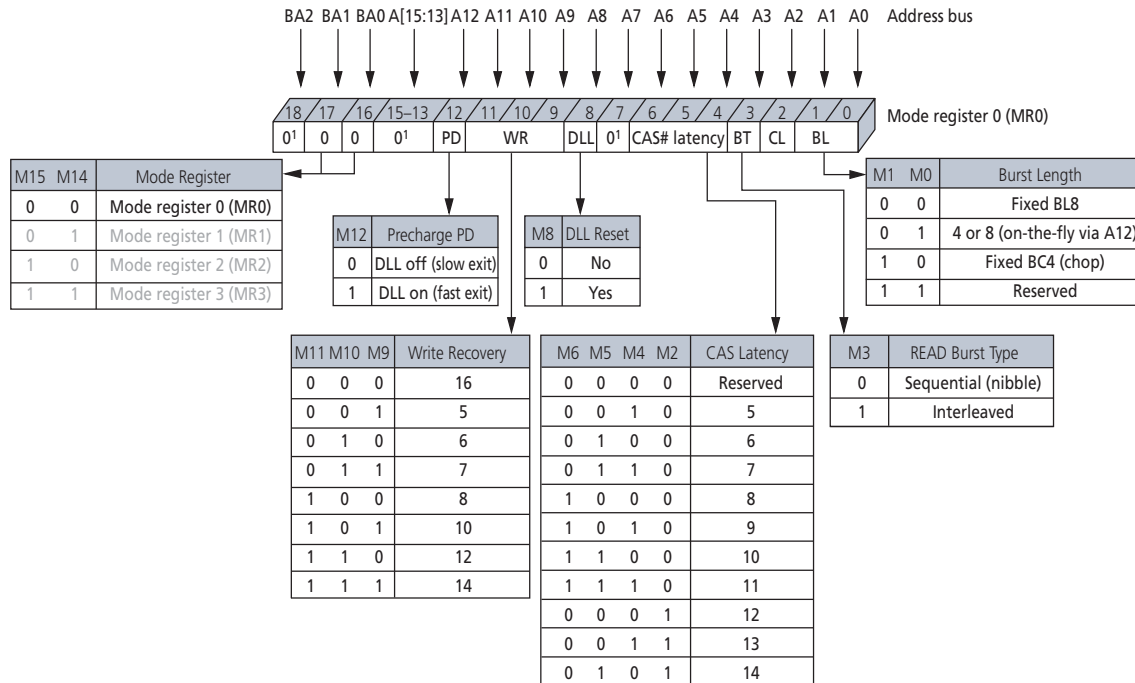 BA2 BA1 BA0 A[15:13] A12 A11 A10 A9 A8 A7 A6 A5 A4 A3 A2 A1 A0 Address bus
18 17 16 15–13 12 11 10 9 8 7 6 5 4 3 2 1 0
Mode register 0 (MR0)
0¹ 0 0 0¹ PD WR DLL 0¹ CAS# latency BT CL BL
M15 M14 Mode Register
0 0 Mode register 0 (MR0)
0 1 Mode register 1 (MR1)
1 0 Mode register 2 (MR2)
1 1 Mode register 3 (MR3)
M12 Precharge PD
0 DLL off (slow exit)
1 DLL on (fast exit)
M8 DLL Reset
0 No
1 Yes
M1 M0 Burst Length
0 0 Fixed BL8
0 1 4 or 8 (on-the-fly via A12)
1 0 Fixed BC4 (chop)
1 1 Reserved
M11 M10 M9 Write Recovery
0 0 0 16
0 0 1 5
0 1 0 6
0 1 1 7
1 0 0 8
1 0 1 10
1 1 0 12
1 1 1 14
M6 M5 M4 M2 CAS Latency
0 0 0 0 Reserved
0 0 1 0 5
0 1 0 0 6
0 1 1 0 7
1 0 0 0 8
1 0 1 0 9
1 1 0 0 10
1 1 1 0 11
0 0 0 1 12
0 0 1 1 13
0 1 0 1 14
M3 READ Burst Type
0 Sequential (nibble)
1 Interleaved